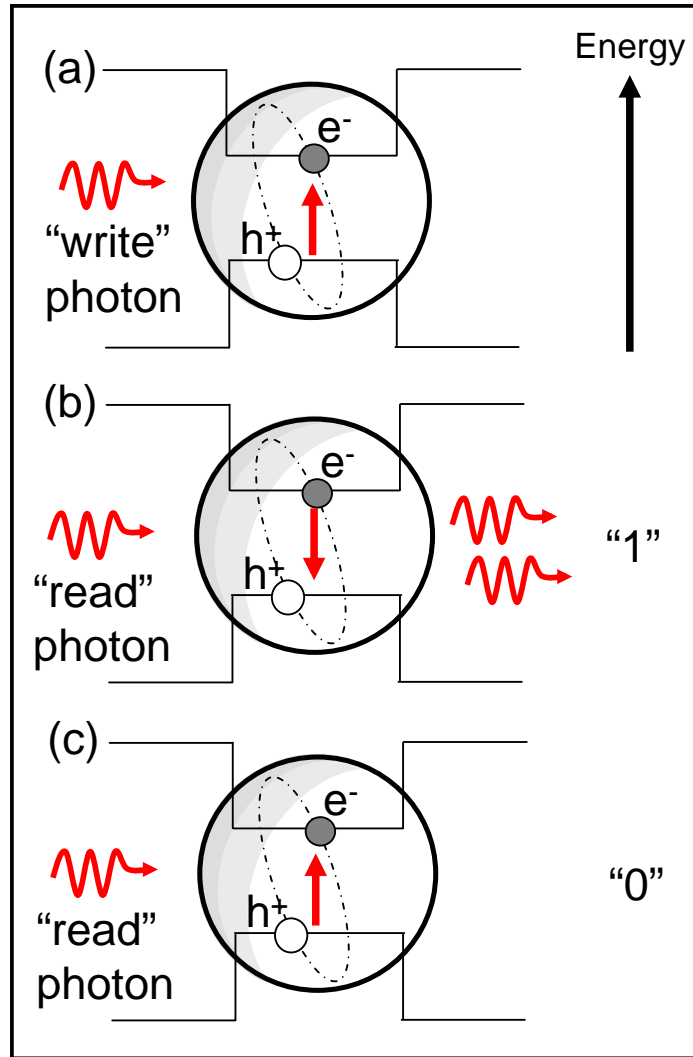 (a)
Energy
e-
“write”
photon
h+
(b)
e-
“read”
photon
h+
“1”
(c)
e-
“read”
photon
h+
“0”